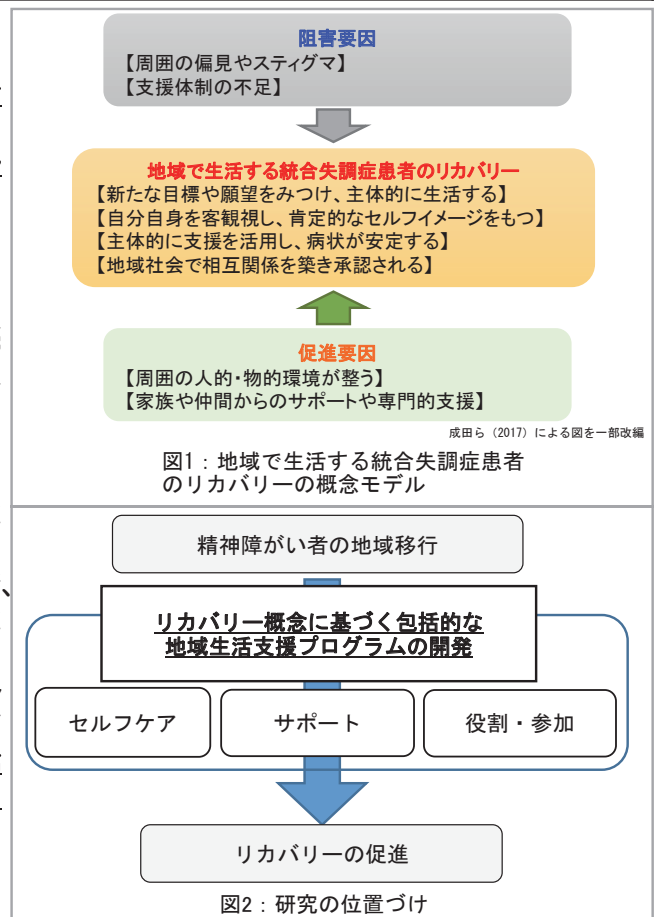 阻害要因
【周囲の偏見やスティグマ】
【支援体制の不足】
地域で生活する統合失調症患者のリカバリー
【新たな目標や願望をみつけ、主体的に生活する】
【自分自身を客観視し、肯定的なセルフイメージをもつ】
【主体的に支援を活用し、病状が安定する】
【地域社会で相互関係を築き承認される】
促進要因
【周囲の人的・物的環境が整う】
【家族や仲間からのサポートや専門的支援】
成田ら（2017）による図を一部改編
図1：地域で生活する統合失調症患者
のリカバリーの概念モデル
精神障がい者の地域移行
リカバリー概念に基づく包括的な
地域生活支援プログラムの開発
セルフケア
サポート
役割・参加
リカバリーの促進
図2：研究の位置づけ